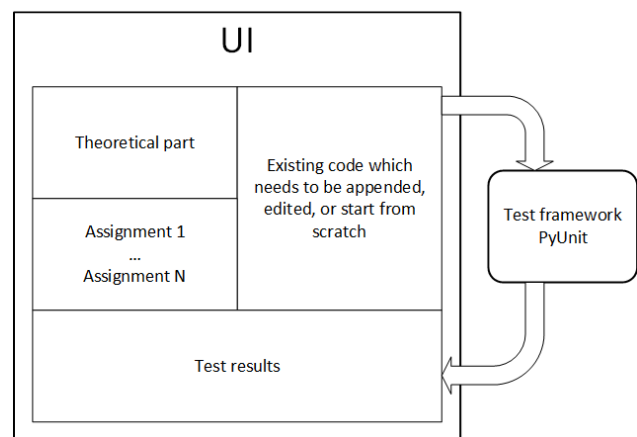 UI
Theoretical part
Existing code which
needs to be appended,
edited, or start from
scratch
Assignment 1
...
Assignment N
Test framework
PyUnit
Test results